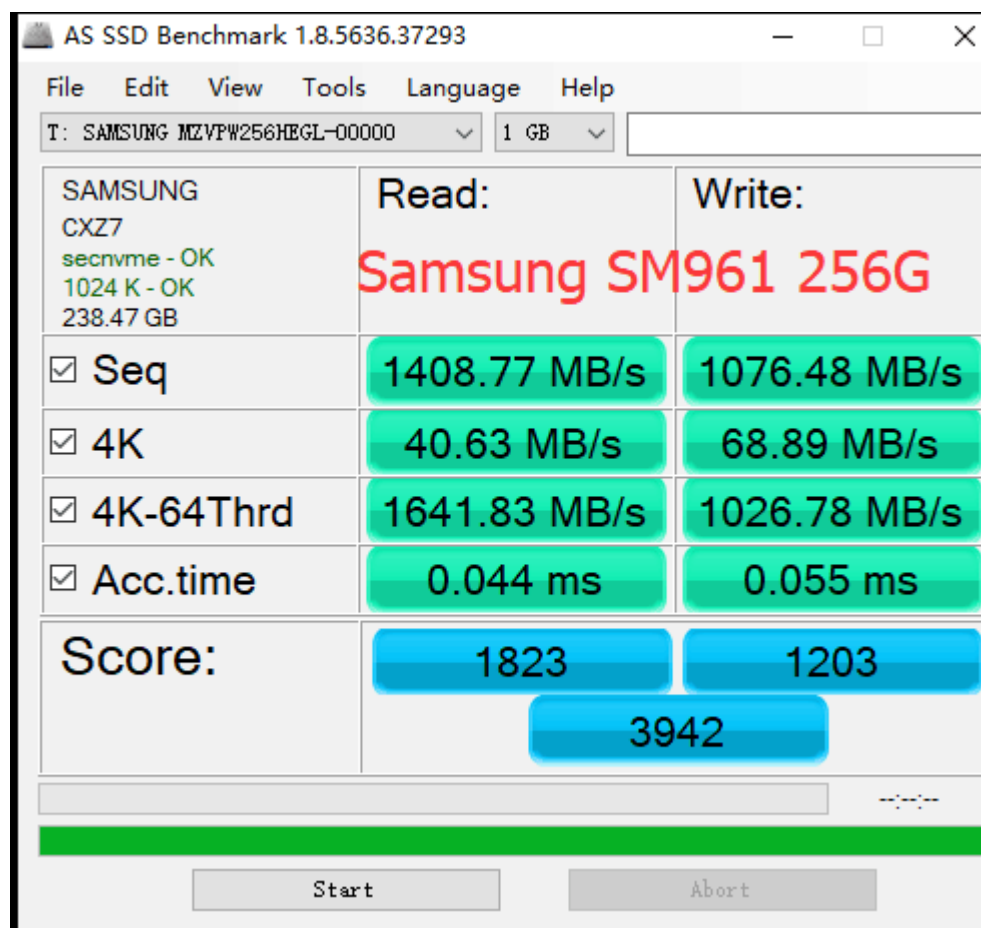 AS SSD Benchmark 1.8.5636.37293
File Edit View Tools Language Help
T: SAMSUNG MZVPW256HEGL-00000 1 GB
SAMSUNG
CXZ7
secnvme - OK
1024 K - OK
238.47 GB
Read: Write:
Samsung SM961 256G
Seq 1408.77 MB/s 1076.48 MB/s
4K 40.63 MB/s 68.89 MB/s
4K-64Thrd 1641.83 MB/s 1026.78 MB/s
Acc.time 0.044 ms 0.055 ms
Score: 1823 1203
3942
--:--:--
Start Abort